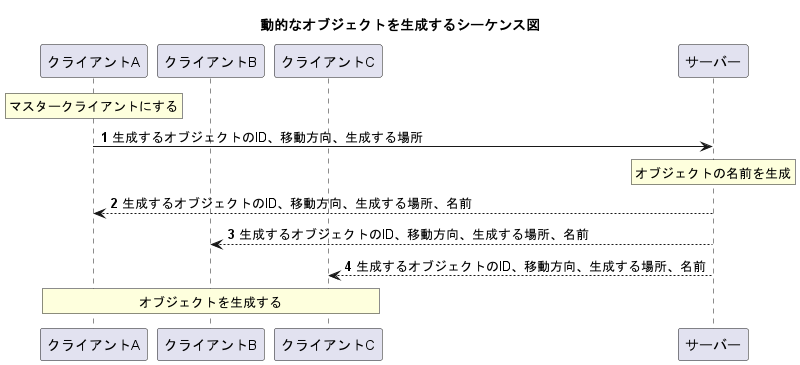 動的なオブジェクトを生成するシーケンス図
クライアントA クライアントB クライアントC サーバー
マスタークライアントにする
1 生成するオブジェクトのID、移動方向、生成する場所
オブジェクトの名前を生成
2 生成するオブジェクトのID、移動方向、生成する場所、名前
3 生成するオブジェクトのID、移動方向、生成する場所、名前
4 生成するオブジェクトのID、移動方向、生成する場所、名前
オブジェクトを生成する
クライアントA クライアントB クライアントC サーバー